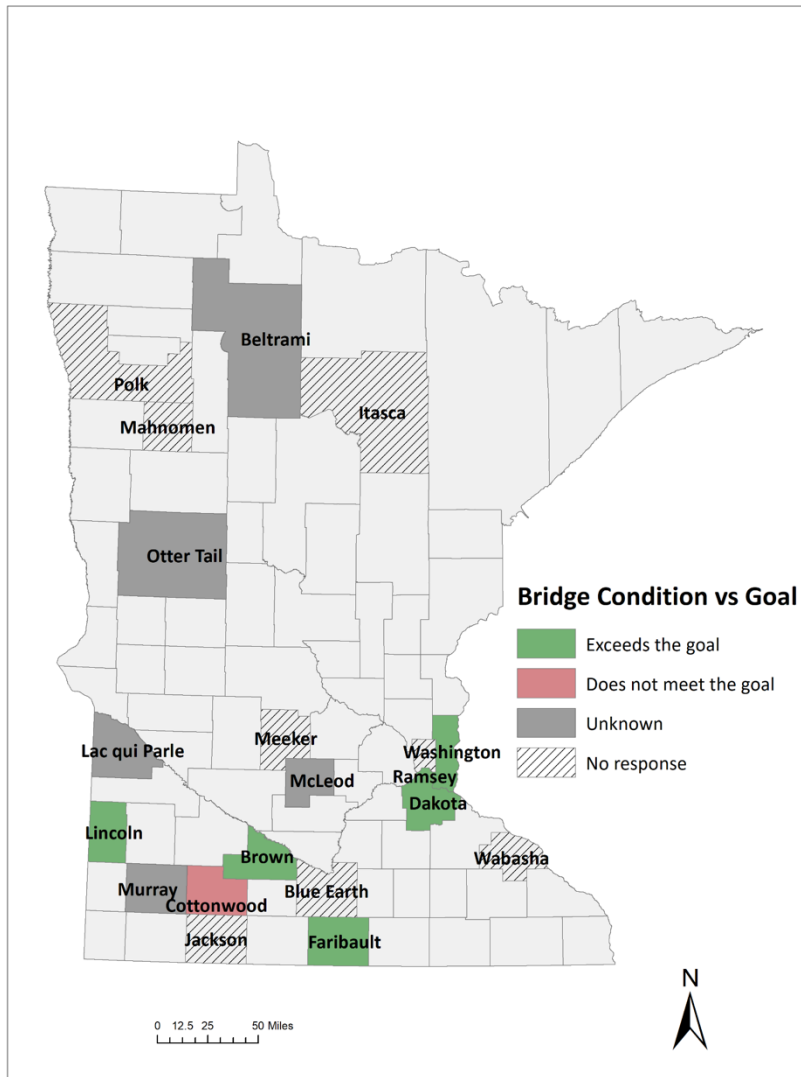 Beltrami
Polk
Itasca
Mahnomen
Otter Tail
Bridge Condition vs Goal
Exceeds the goal
Does not meet the goal
Unknown
No response
Lac qui Parle
Meeker
Washington
McLeod
Ramsey
Dakota
Lincoln
Brown
Wabasha
Murray
Blue Earth
Cottonwood
Jackson
Faribault
N
0 12.5 25 50 Miles